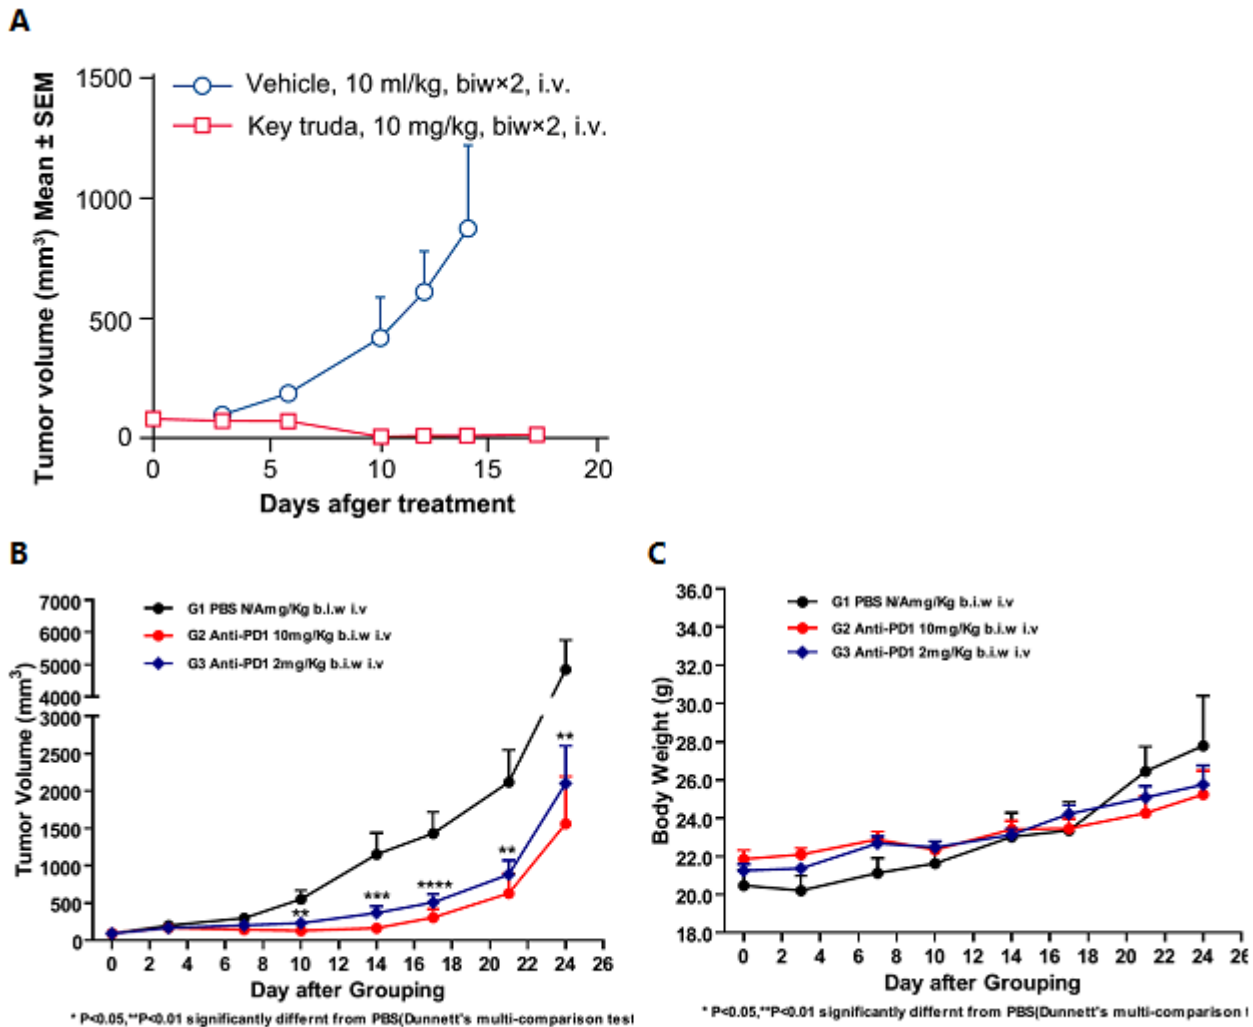 A
Tumor volume (mm³) Mean ± SEM
1500
1000
500
0
Vehicle, 10 ml/kg, biw×2, i.v.
Key truda, 10 mg/kg, biw×2, i.v.
0 5 10 15 20
Days afger treatment
B
Tumor Volume (mm³)
7000
6000
5000
4000
3000
2500
2000
1500
1000
500
0
G1 PBS N/Amg/Kg b.i.w i.v
G2 Anti-PD1 10mg/Kg b.i.w i.v
G3 Anti-PD1 2mg/Kg b.i.w i.v
** *** **** ** **
0 2 4 6 8 10 12 14 16 18 20 22 24 26
Day after Grouping
* P<0.05,**P<0.01 significantly differnt from PBS(Dunnett's multi-comparison test
C
Body Weight (g)
36.0
34.0
32.0
30.0
28.0
26.0
24.0
22.0
20.0
18.0
G1 PBS N/Amg/Kg b.i.w i.v
G2 Anti-PD1 10mg/Kg b.i.w i.v
G3 Anti-PD1 2mg/Kg b.i.w i.v
0 2 4 6 8 10 12 14 16 18 20 22 24 26
Day after Grouping
* P<0.05,**P<0.01 significantly differnt from PBS(Dunnett's multi-comparison